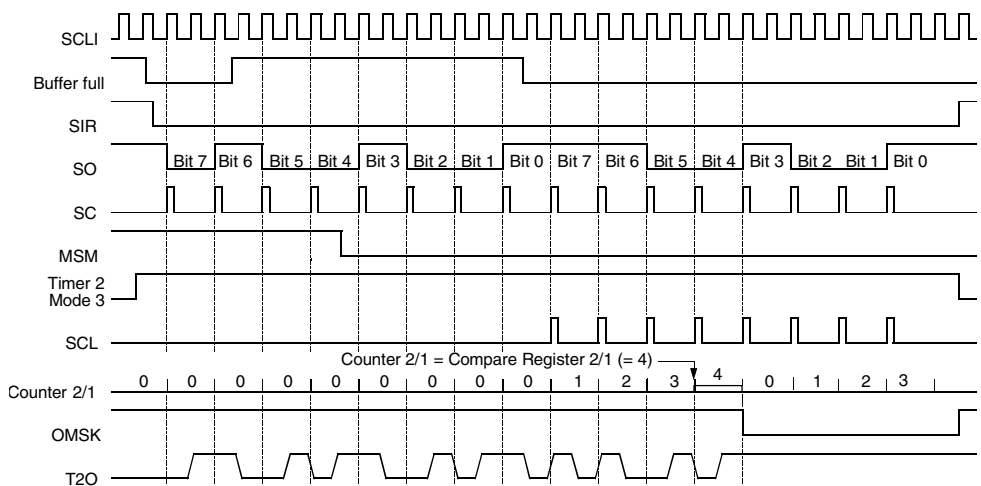 SCLI
Buffer full
SIR
SO
Bit 7 Bit 6 Bit 5 Bit 4 Bit 3 Bit 2 Bit 1 Bit 0 Bit 7 Bit 6 Bit 5 Bit 4 Bit 3 Bit 2 Bit 1 Bit 0
SC
MSM
Timer 2
Mode 3
SCL
Counter 2/1 = Compare Register 2/1 (= 4)
Counter 2/1
0 0 0 0 0 0 0 0 0 1 2 3 4 0 1 2 3
OMSK
T2O